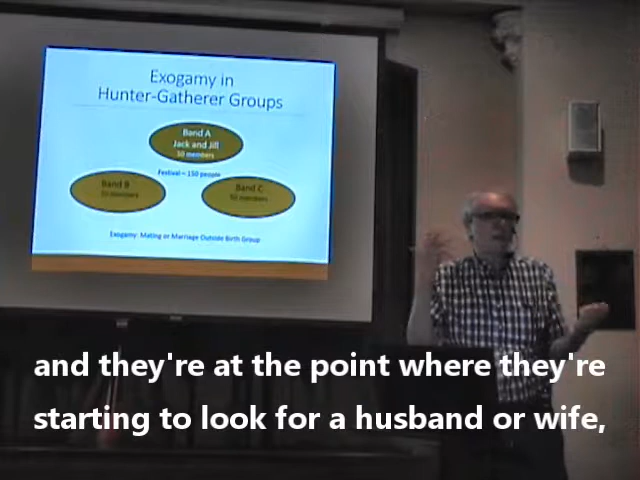 Exogamy in
Hunter-Gatherer Groups
Band A
Jack and Jill
50 members
Festival – 150 people
Band B
50 members
Band C
50 members
Exogamy: Mating or Marriage Outside Birth Group
and they're at the point where they're
starting to look for a husband or wife,